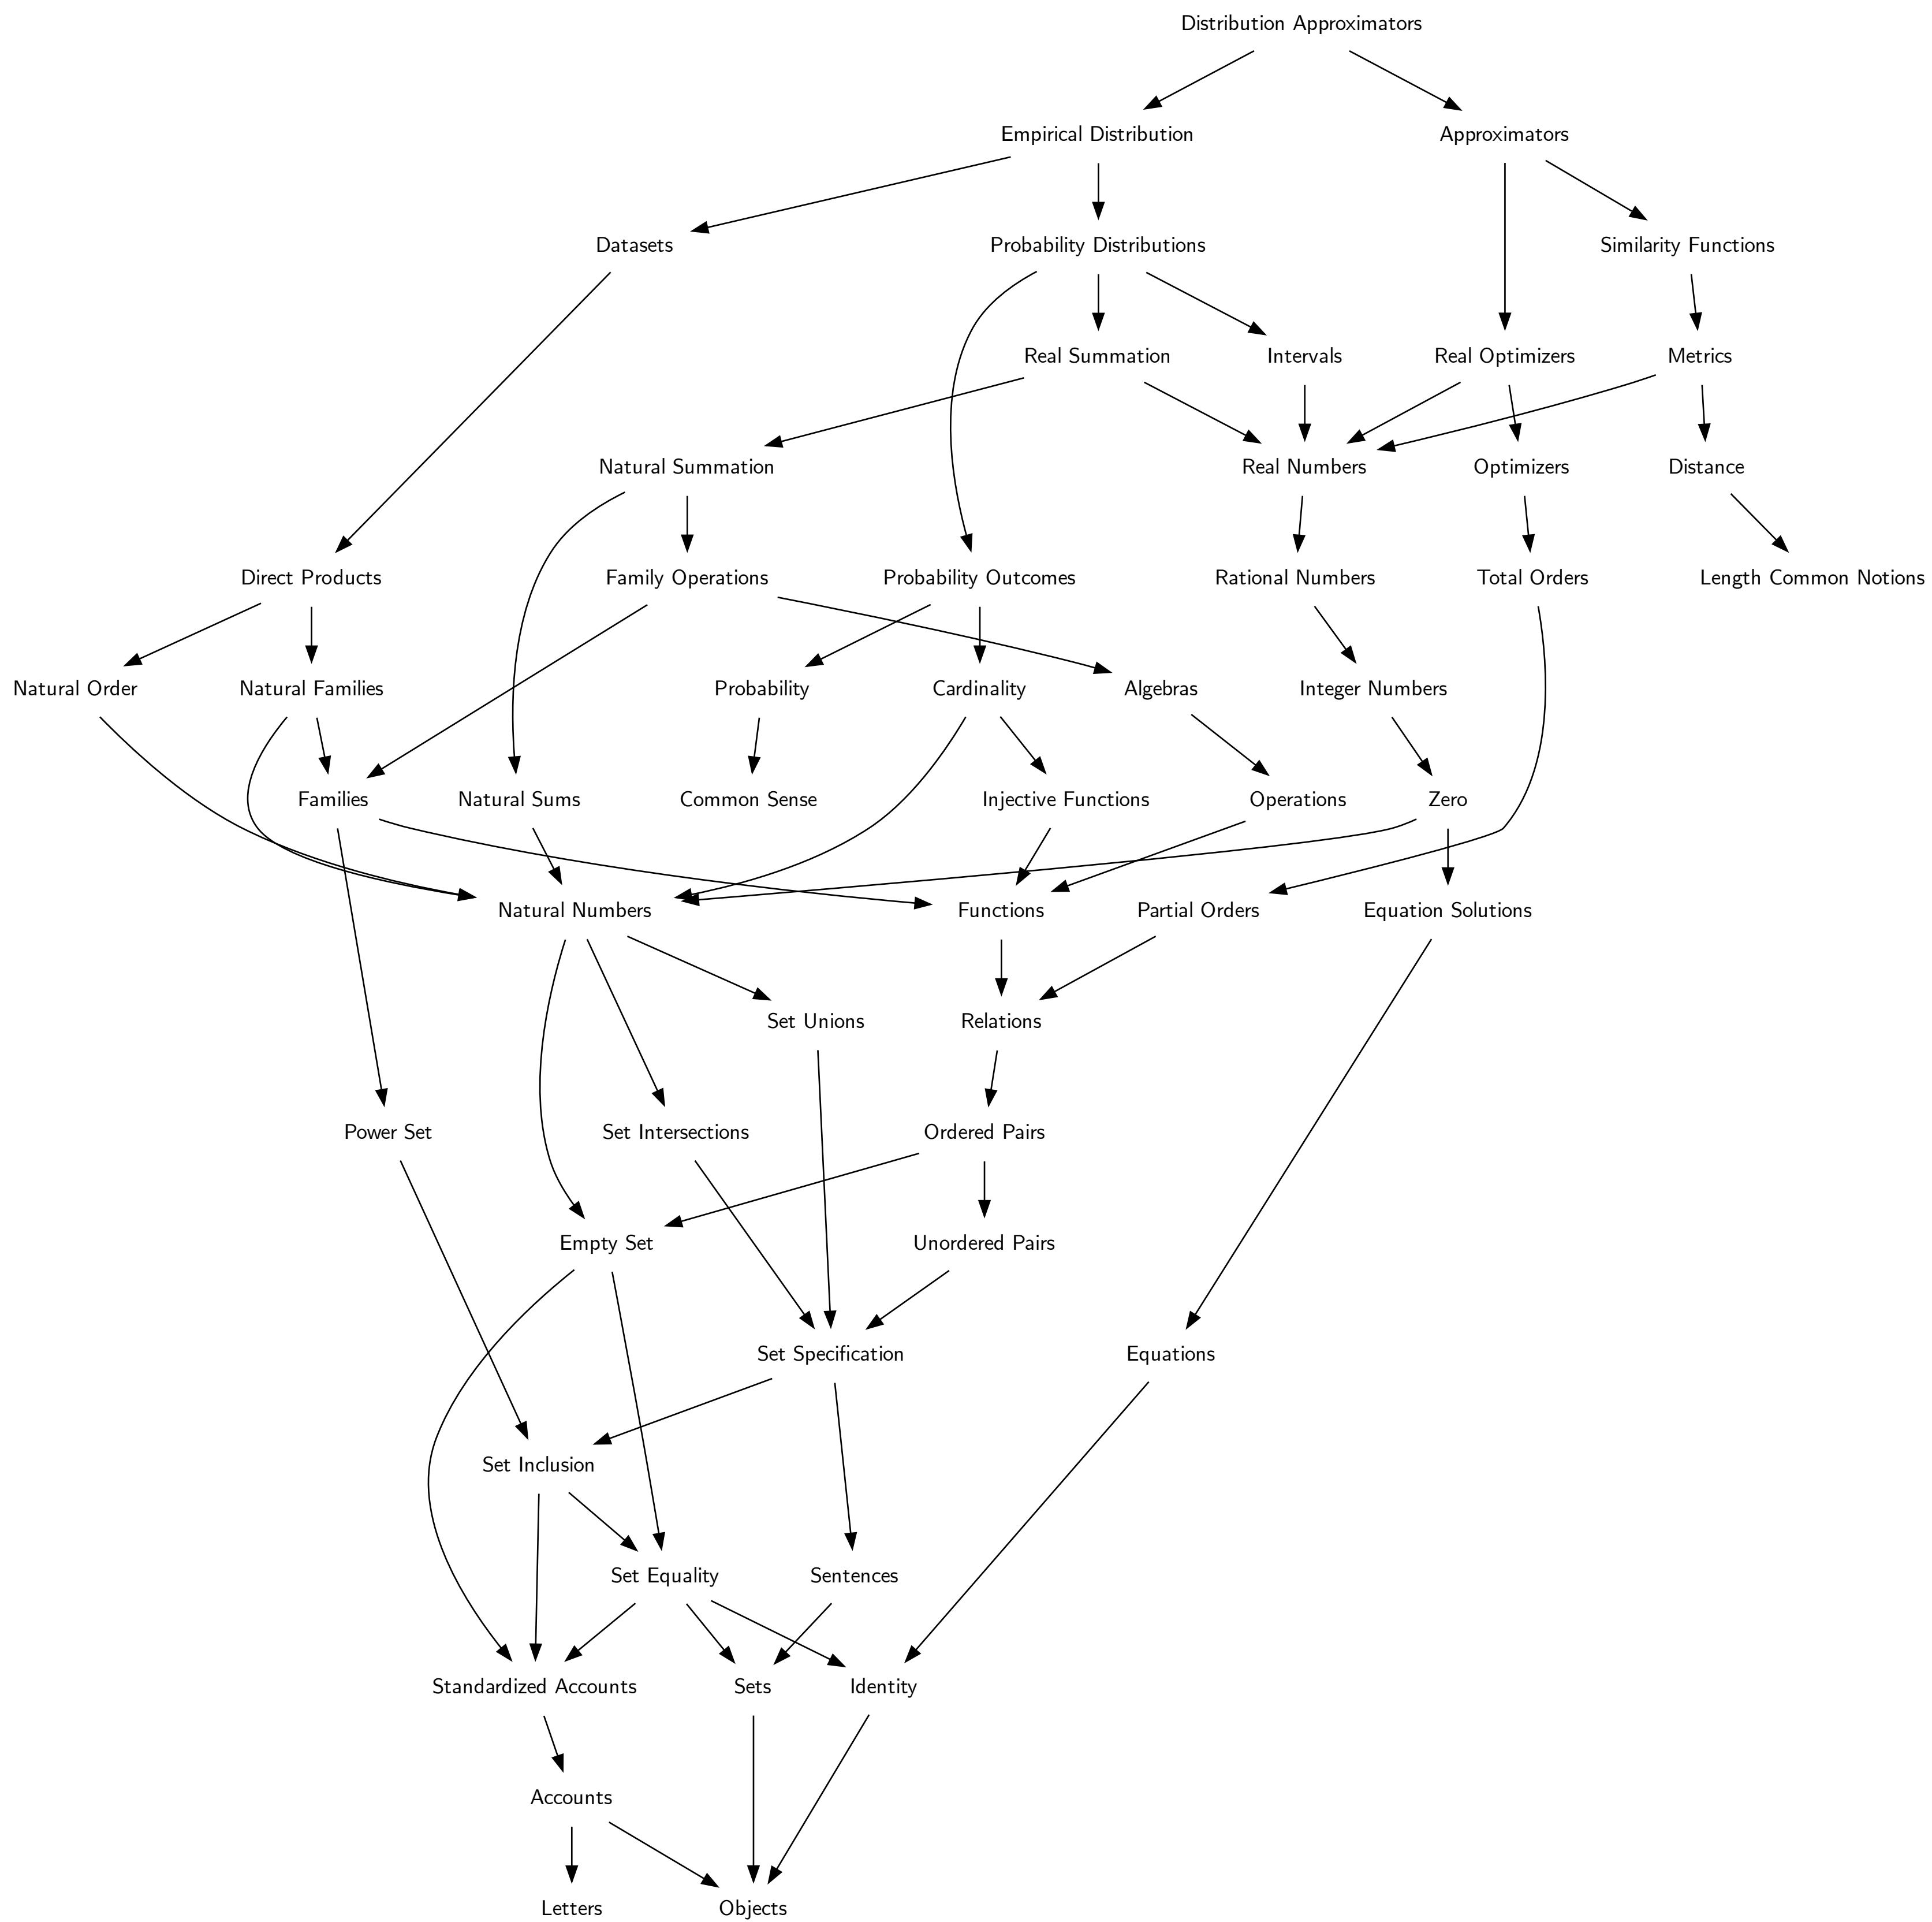 Distribution Approximators
Empirical Distribution
Approximators
Datasets
Probability Distributions
Similarity Functions
Real Summation
Intervals
Real Optimizers
Metrics
Natural Summation
Real Numbers
Optimizers
Distance
Direct Products
Family Operations
Probability Outcomes
Rational Numbers
Total Orders
Length Common Notions
Natural Order
Natural Families
Probability
Cardinality
Algebras
Integer Numbers
Families
Natural Sums
Common Sense
Injective Functions
Operations
Zero
Natural Numbers
Functions
Partial Orders
Equation Solutions
Set Unions
Relations
Power Set
Set Intersections
Ordered Pairs
Empty Set
Unordered Pairs
Set Specification
Equations
Set Inclusion
Set Equality
Sentences
Standardized Accounts
Sets
Identity
Accounts
Letters
Objects